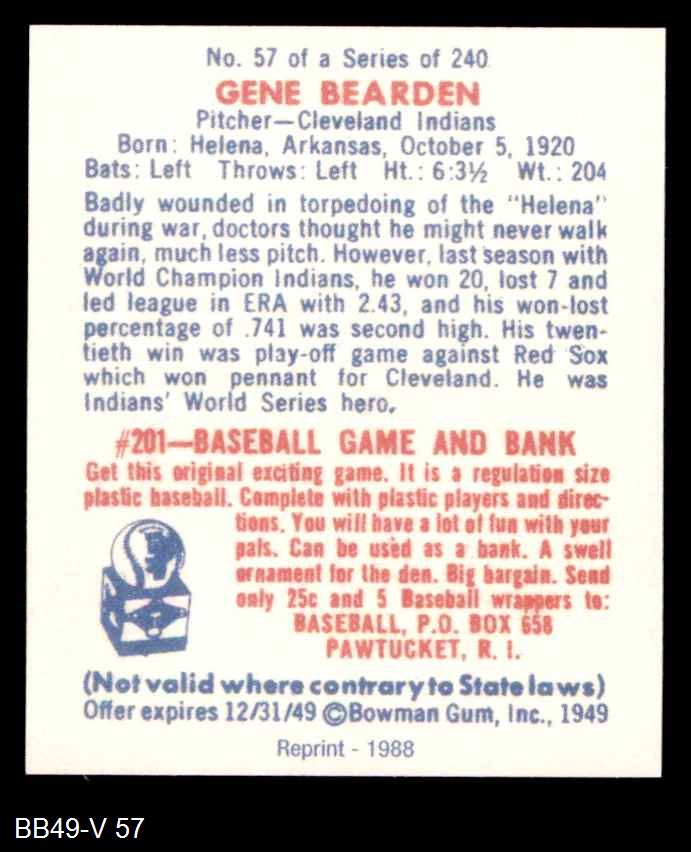 No. 57 of a Series of 240
GENE BEARDEN
Pitcher—Cleveland Indians
Born: Helena, Arkansas, October 5, 1920
Bats: Left Throws: Left Ht.: 6:3½ Wt.: 204
Badly wounded in torpedoing of the "Helena"
during war, doctors thought he might never walk
again, much less pitch. However, last season with
World Champion Indians, he won 20, lost 7 and
led league in ERA with 2.43, and his won-lost
percentage of .741 was second high. His twen-
tieth win was play-off game against Red Sox
which won pennant for Cleveland. He was
Indians' World Series hero.
#201—BASEBALL GAME AND BANK
Get this original exciting game. It is a regulation size
plastic baseball. Complete with plastic players and direc-
tions. You will have a lot of fun with your
pals. Can be used as a bank. A swell
ornament for the den. Big bargain. Send
only 25c and 5 Baseball wrappers to:
BASEBALL, P.O. BOX 658
PAWTUCKET, R. I.
(Not valid where contrary to State laws)
Offer expires 12/31/49 ©Bowman Gum, Inc., 1949
Reprint - 1988
BB49-V 57